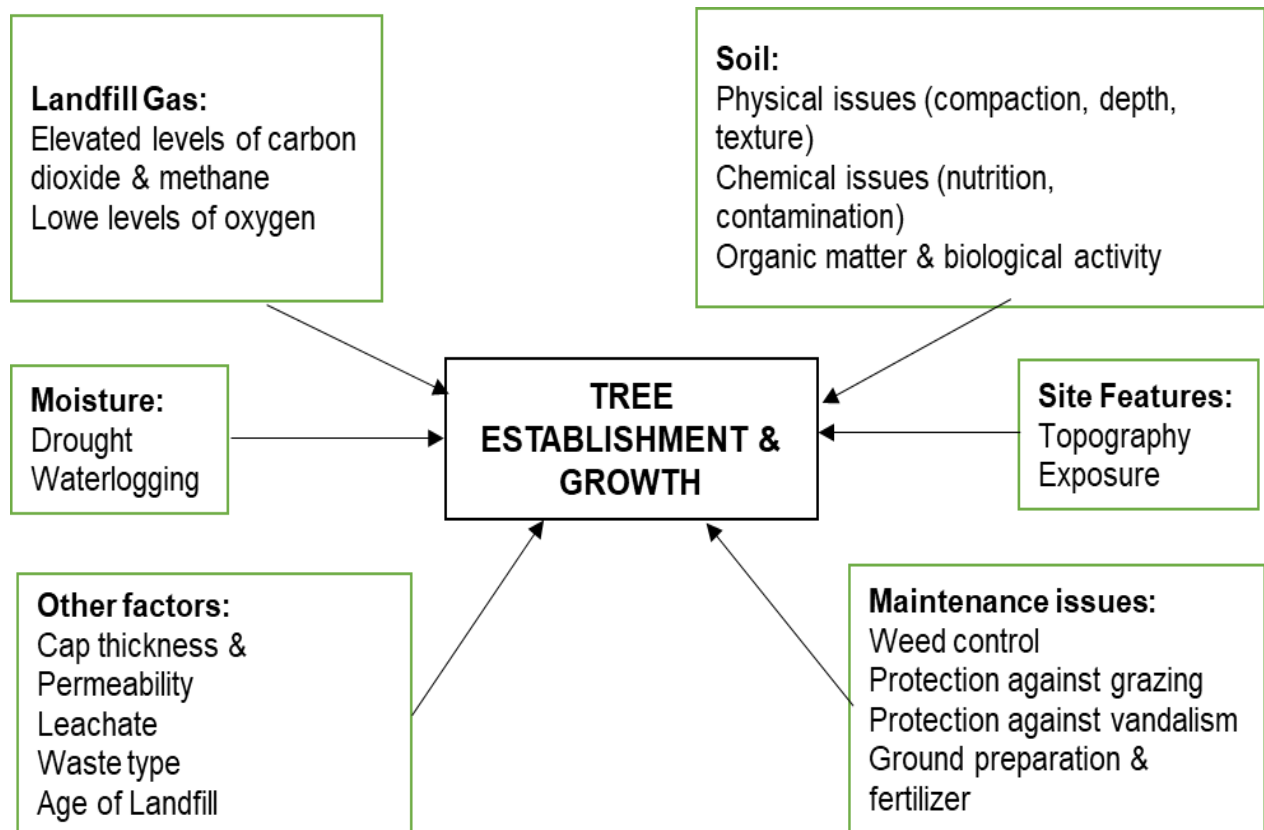 Landfill Gas:
Elevated levels of carbon
dioxide & methane
Lowe levels of oxygen
Soil:
Physical issues (compaction, depth,
texture)
Chemical issues (nutrition,
contamination)
Organic matter & biological activity
Moisture:
Drought
Waterlogging
TREE
ESTABLISHMENT &
GROWTH
Site Features:
Topography
Exposure
Other factors:
Cap thickness &
Permeability
Leachate
Waste type
Age of Landfill
Maintenance issues:
Weed control
Protection against grazing
Protection against vandalism
Ground preparation &
fertilizer